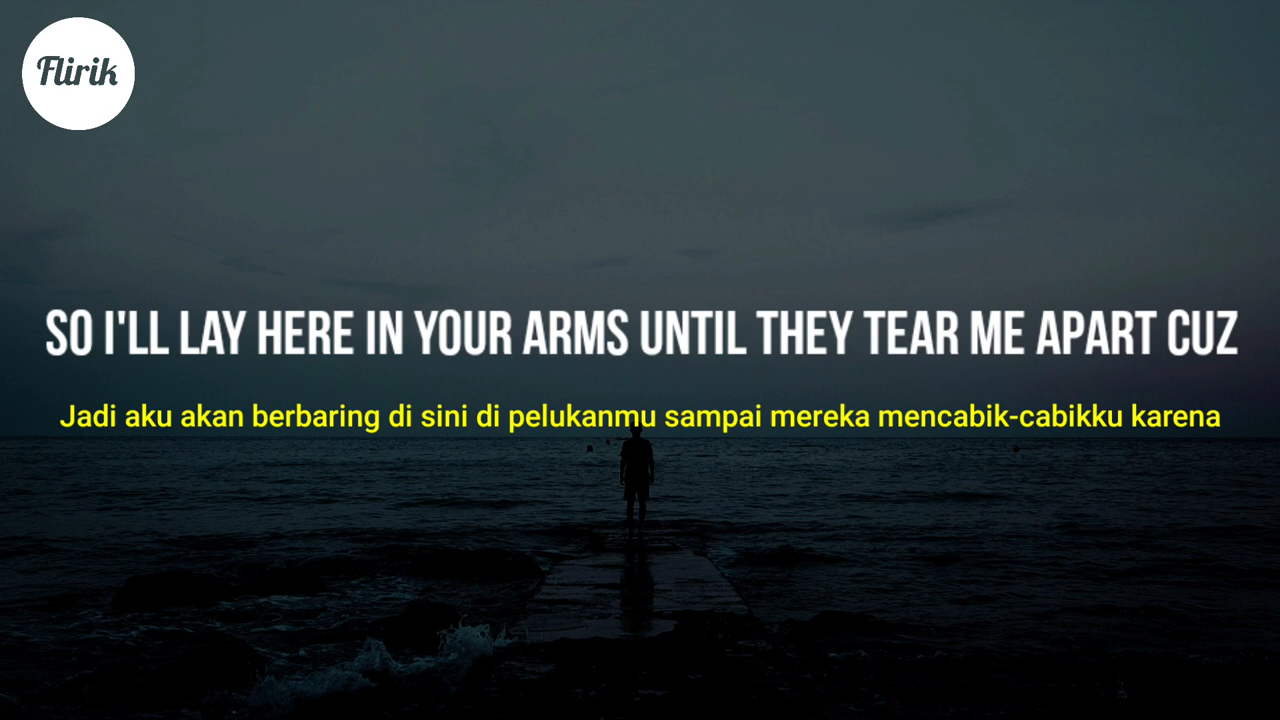 Flirik
SO I'LL LAY HERE IN YOUR ARMS UNTIL THEY TEAR ME APART CUZ
Jadi aku akan berbaring di sini di pelukanmu sampai mereka mencabik-cabikku karena